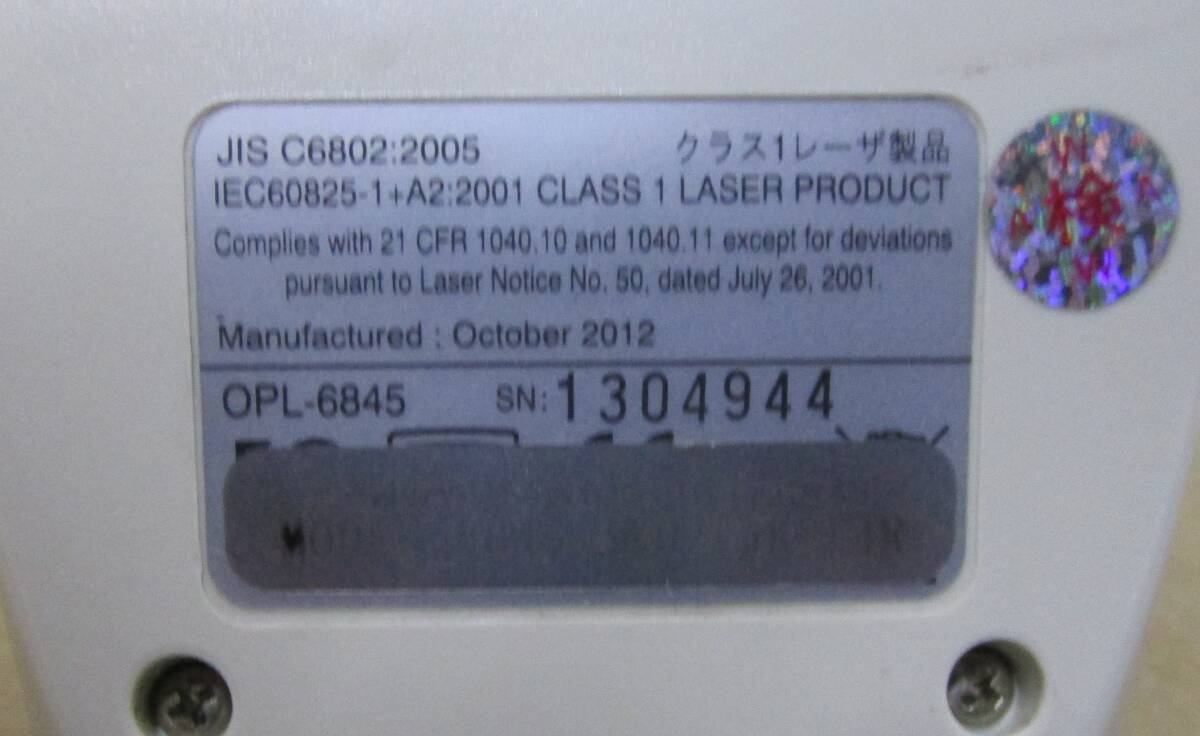 JIS C6802:2005 クラス1レーザ製品
IEC60825-1+A2:2001 CLASS 1 LASER PRODUCT
Complies with 21 CFR 1040.10 and 1040.11 except for deviations
pursuant to Laser Notice No. 50, dated July 26, 2001.
Manufactured : October 2012
OPL-6845 SN: 1304944
検